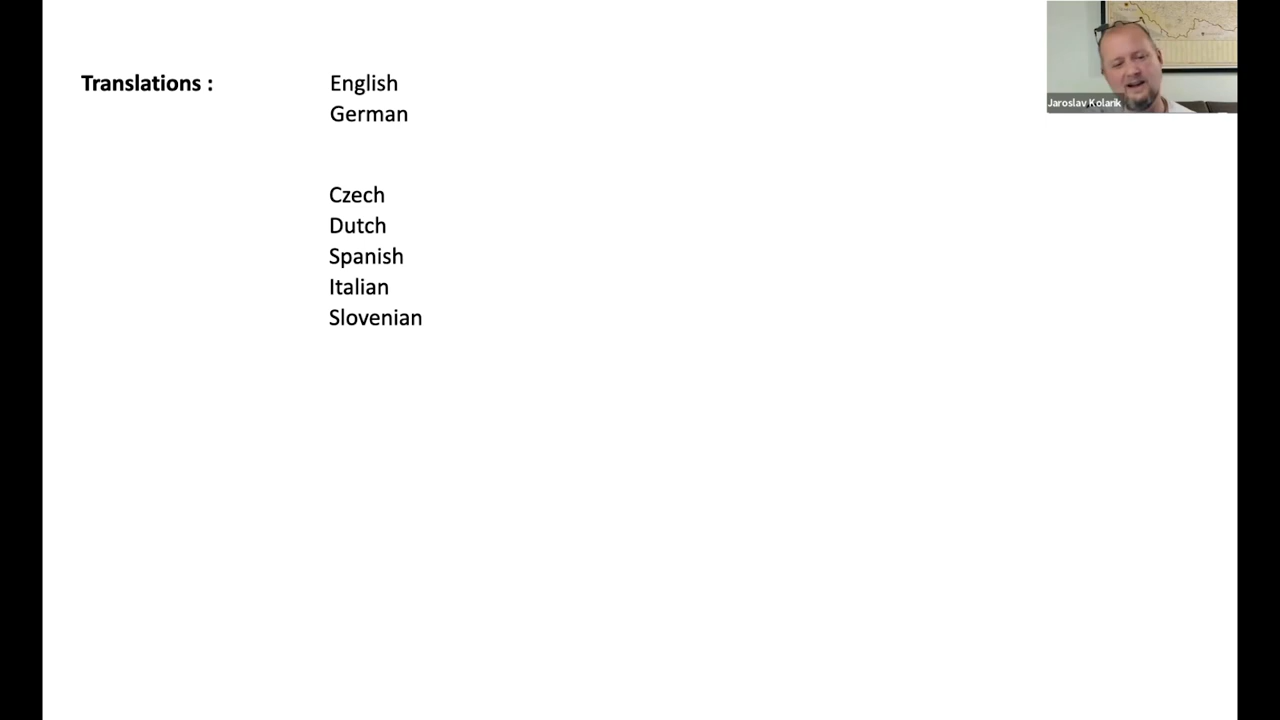 Translations : English
German
Czech
Dutch
Spanish
Italian
Slovenian
Jaroslav Kolarik